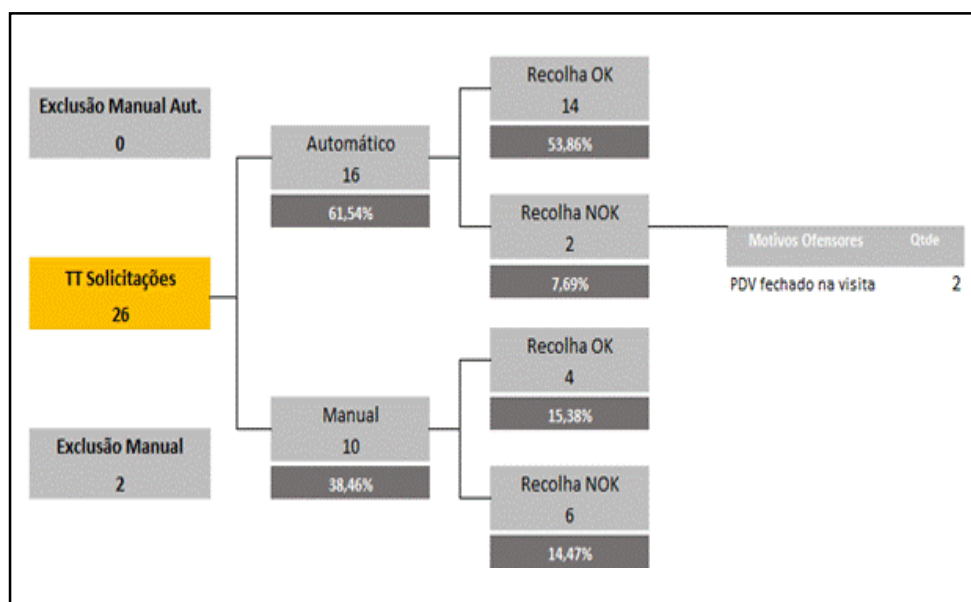 Exclusão Manual Aut.
0
TT Solicitações
26
Exclusão Manual
2
Automático
16
61,54%
Manual
10
38,46%
Recolha OK
14
53,86%
Recolha NOK
2
7,69%
Recolha OK
4
15,38%
Recolha NOK
6
14,47%
Motivos Ofensores Qtde
PDV fechado na visita 2